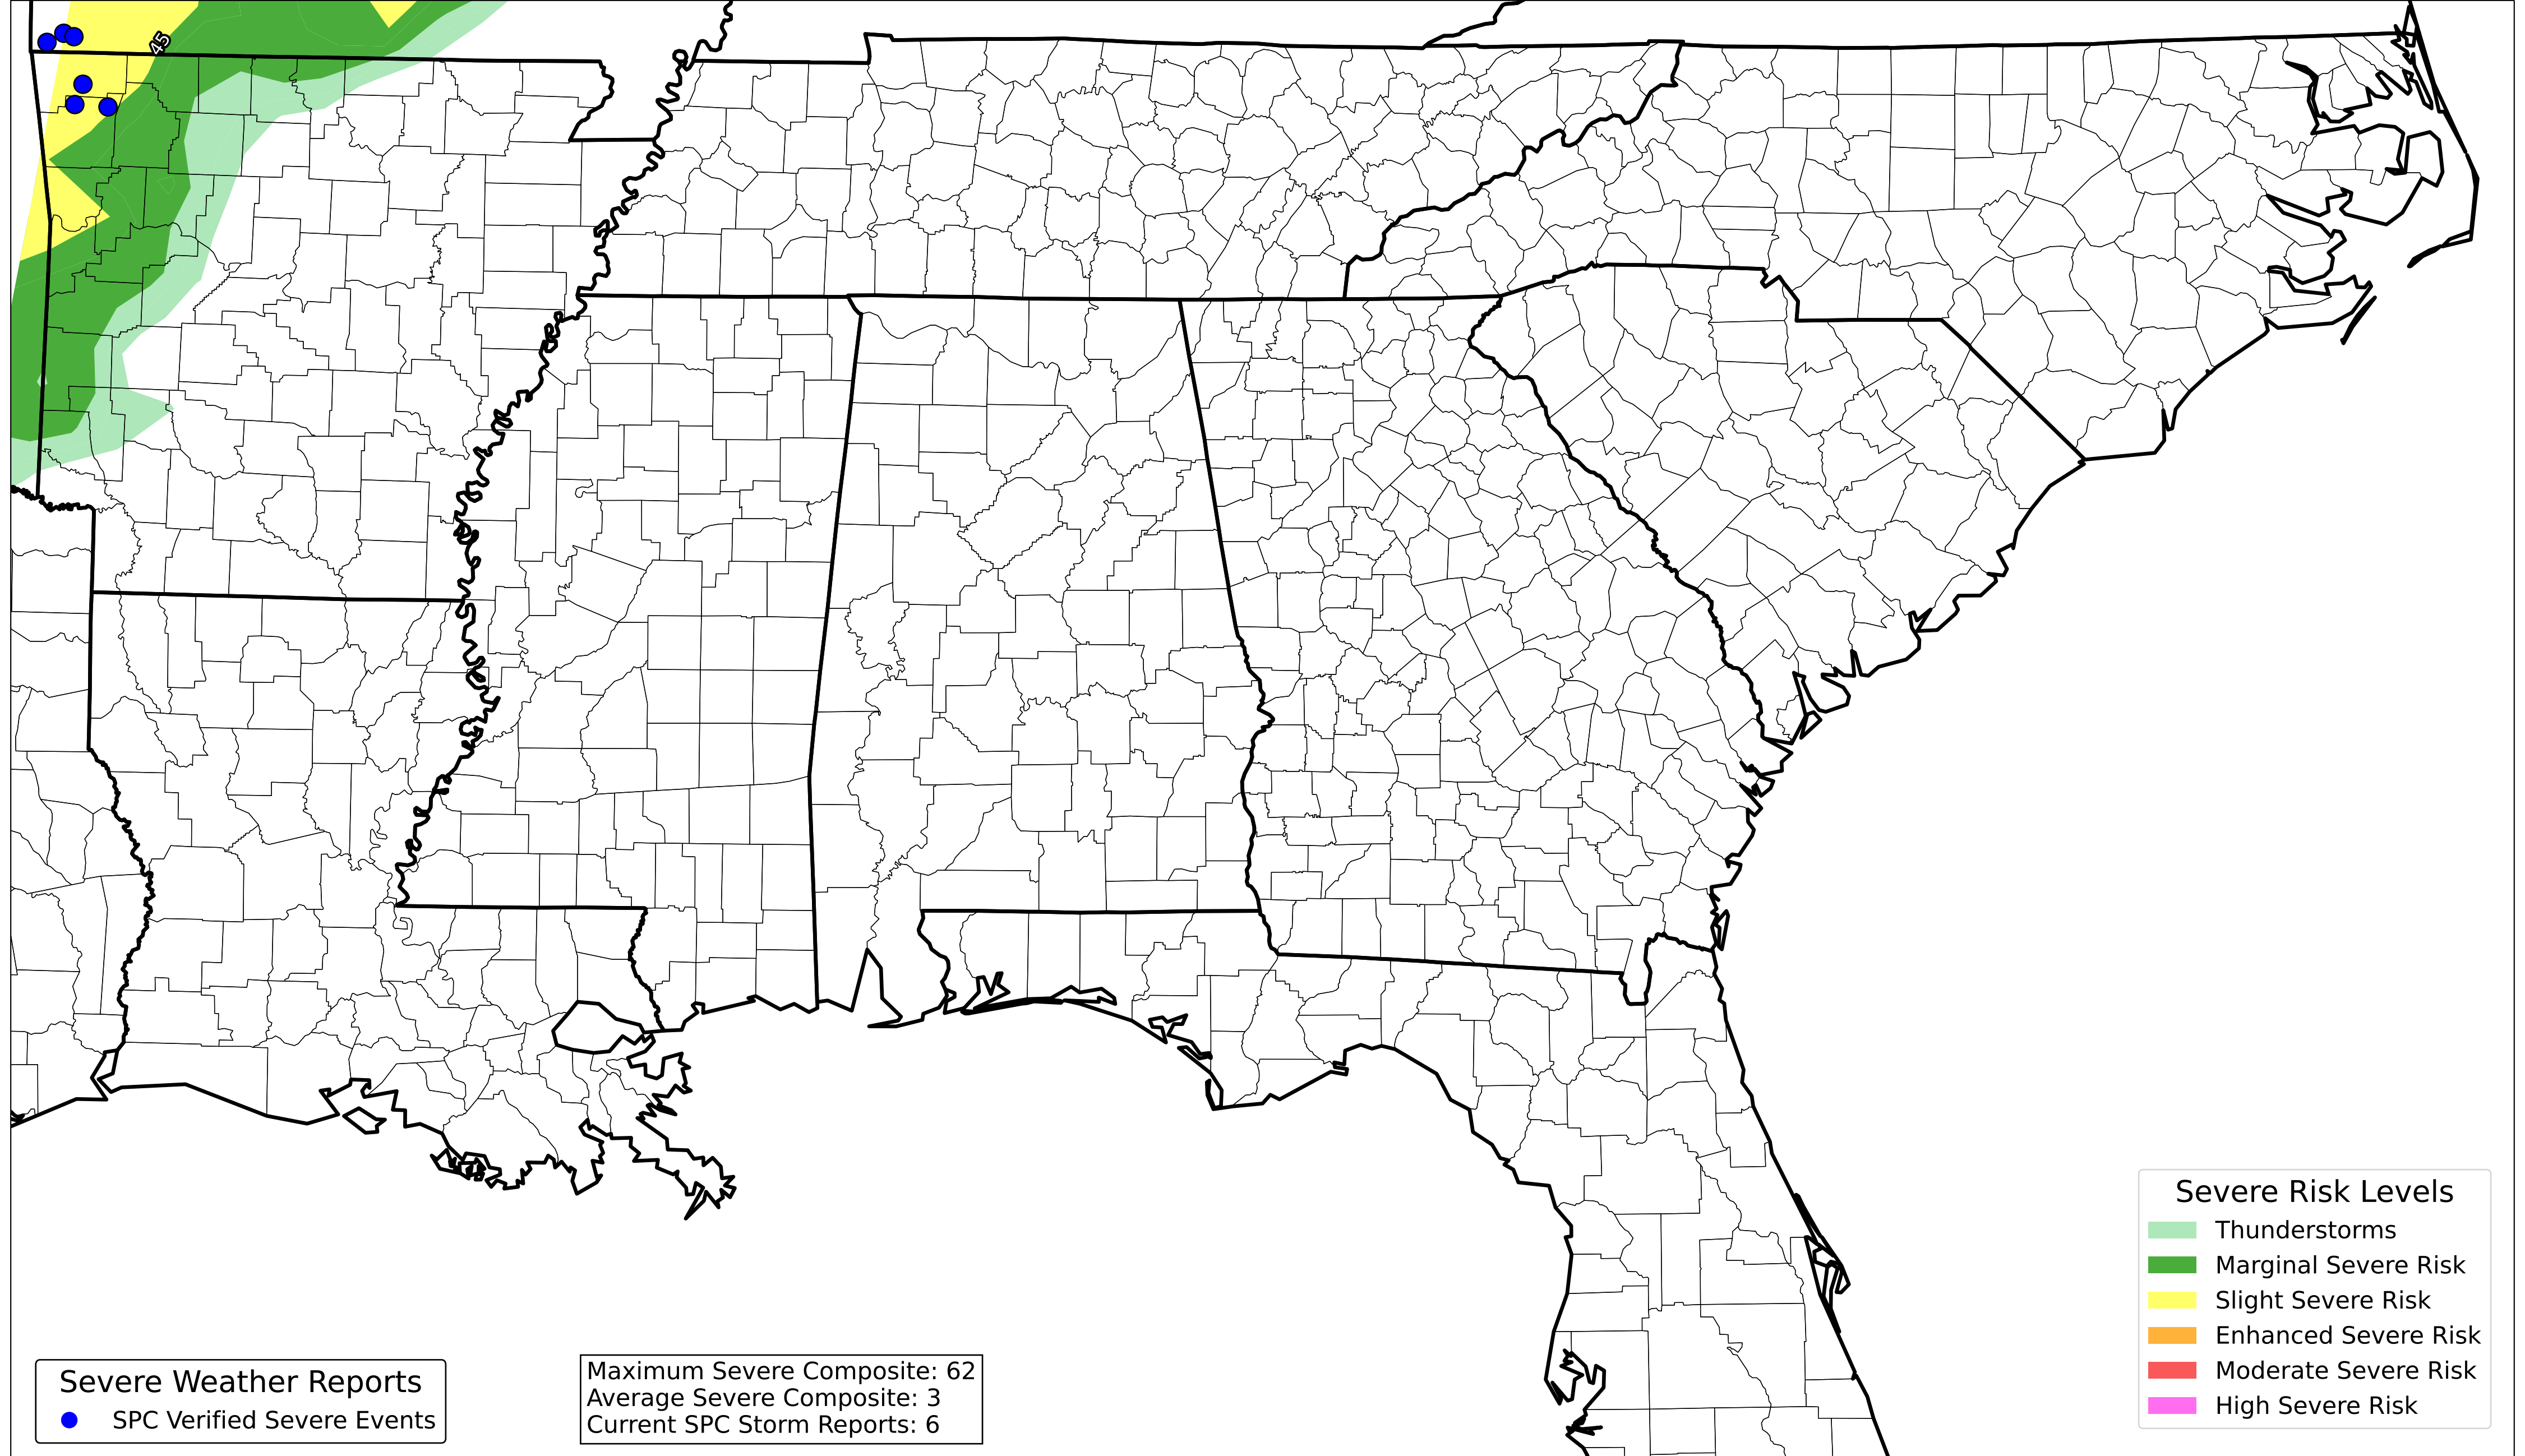 45
Severe Risk Levels
Thunderstorms
Marginal Severe Risk
Slight Severe Risk
Enhanced Severe Risk
Moderate Severe Risk
High Severe Risk
Severe Weather Reports
SPC Verified Severe Events
Maximum Severe Composite: 62
Average Severe Composite: 3
Current SPC Storm Reports: 6